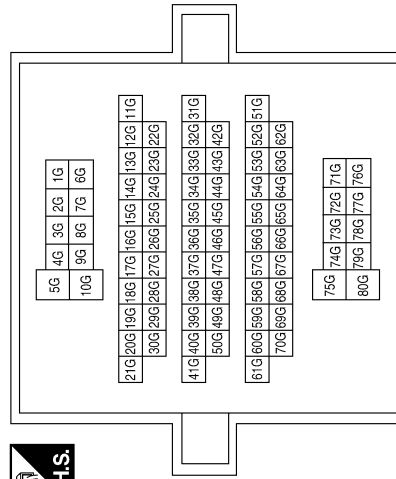 5G 4G 3G 2G 1G
10G 9G 8G 7G 6G
21G 20G 19G 18G 17G 16G 15G 14G 13G 12G 11G
30G 29G 28G 27G 26G 25G 24G 23G 22G
41G 40G 39G 38G 37G 36G 35G 34G 33G 32G 31G
50G 49G 48G 47G 46G 45G 44G 43G 42G
61G 60G 59G 58G 57G 56G 55G 54G 53G 52G 51G
70G 69G 68G 67G 66G 65G 64G 63G 62G
75G 74G 73G 72G 71G
80G 79G 78G 77G 76G
H.S.